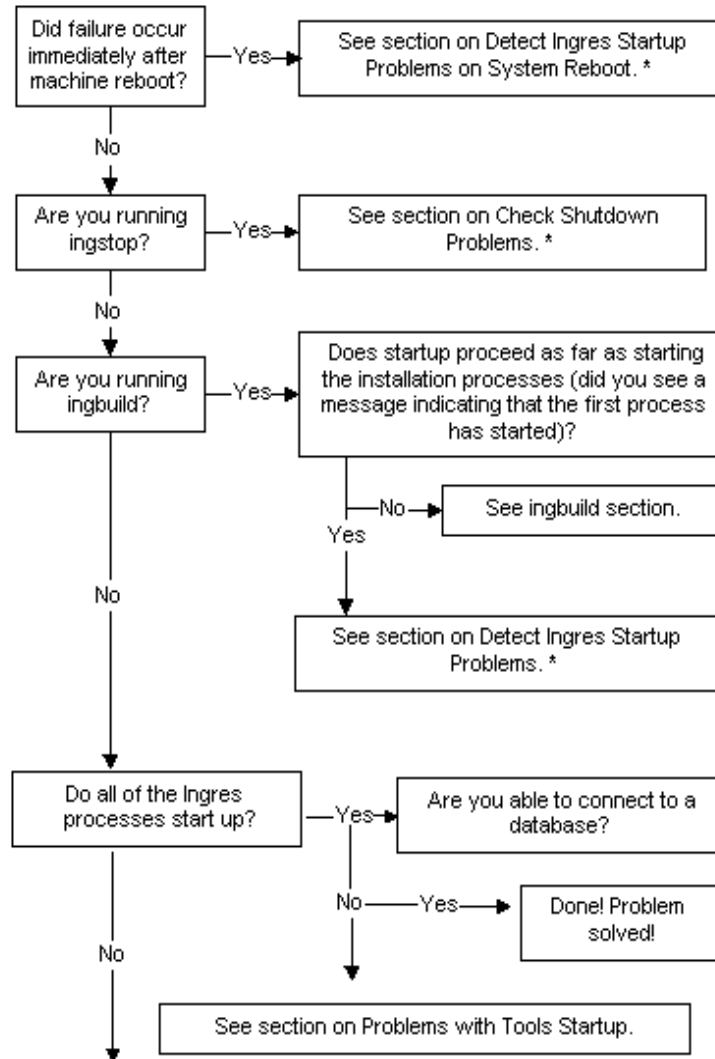 Did failure occur
immediately after
machine reboot?
Yes
See section on Detect Ingres Startup
Problems on System Reboot. *
No
Are you running
ingstop?
Yes
See section on Check Shutdown
Problems. *
No
Are you running
ingbuild?
Yes
Does startup proceed as far as starting
the installation processes (did you see a
message indicating that the first process
has started)?
No
See ingbuild section.
Yes
See section on Detect Ingres Startup
Problems. *
No
Do all of the Ingres
processes start up?
Yes
Are you able to connect to a
database?
No
Yes
Done! Problem
solved!
No
See section on Problems with Tools Startup.